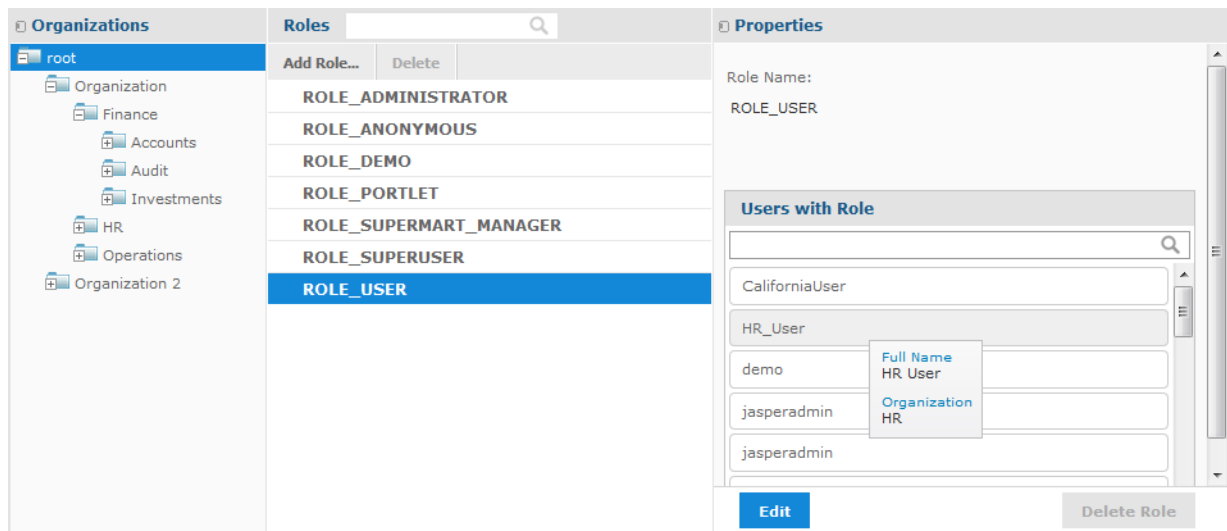 Organizations
root
Organization
Finance
Accounts
Audit
Investments
HR
Operations
Organization 2
Roles
Add Role... Delete
ROLE_ADMINISTRATOR
ROLE_ANONYMOUS
ROLE_DEMO
ROLE_PORTLET
ROLE_SUPERMART_MANAGER
ROLE_SUPERUSER
ROLE_USER
Properties
Role Name:
ROLE_USER
Users with Role
CaliforniaUser
HR_User
demo
jasperadmin
jasperadmin
Full Name
HR User
Organization
HR
Edit Delete Role